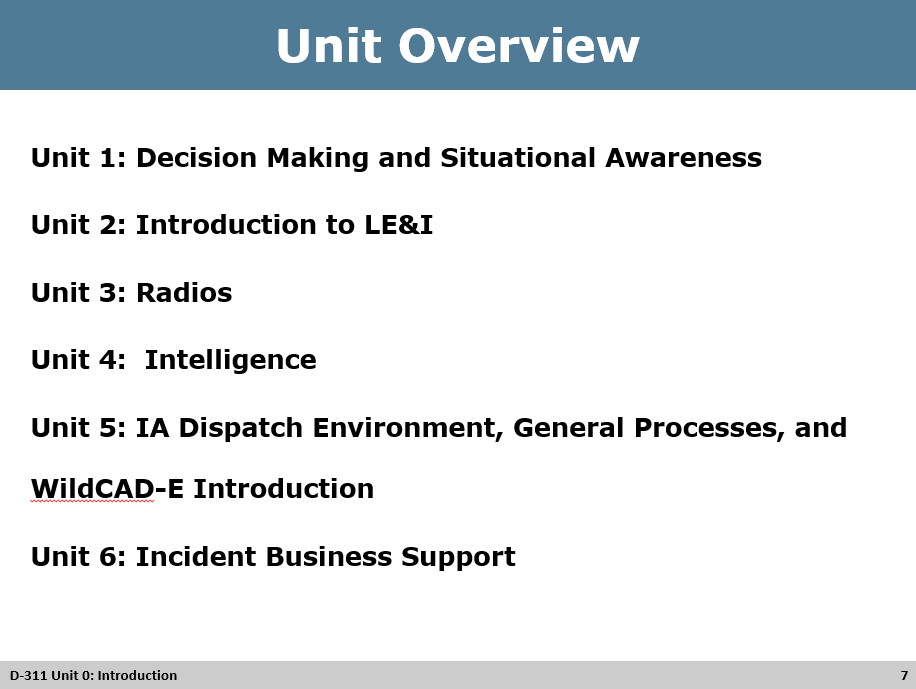 Unit Overview
Unit 1: Decision Making and Situational Awareness
Unit 2: Introduction to LE&I
Unit 3: Radios
Unit 4:  Intelligence
Unit 5: IA Dispatch Environment, General Processes, and
WildCAD-E Introduction
Unit 6: Incident Business Support
D-311 Unit 0: Introduction
7